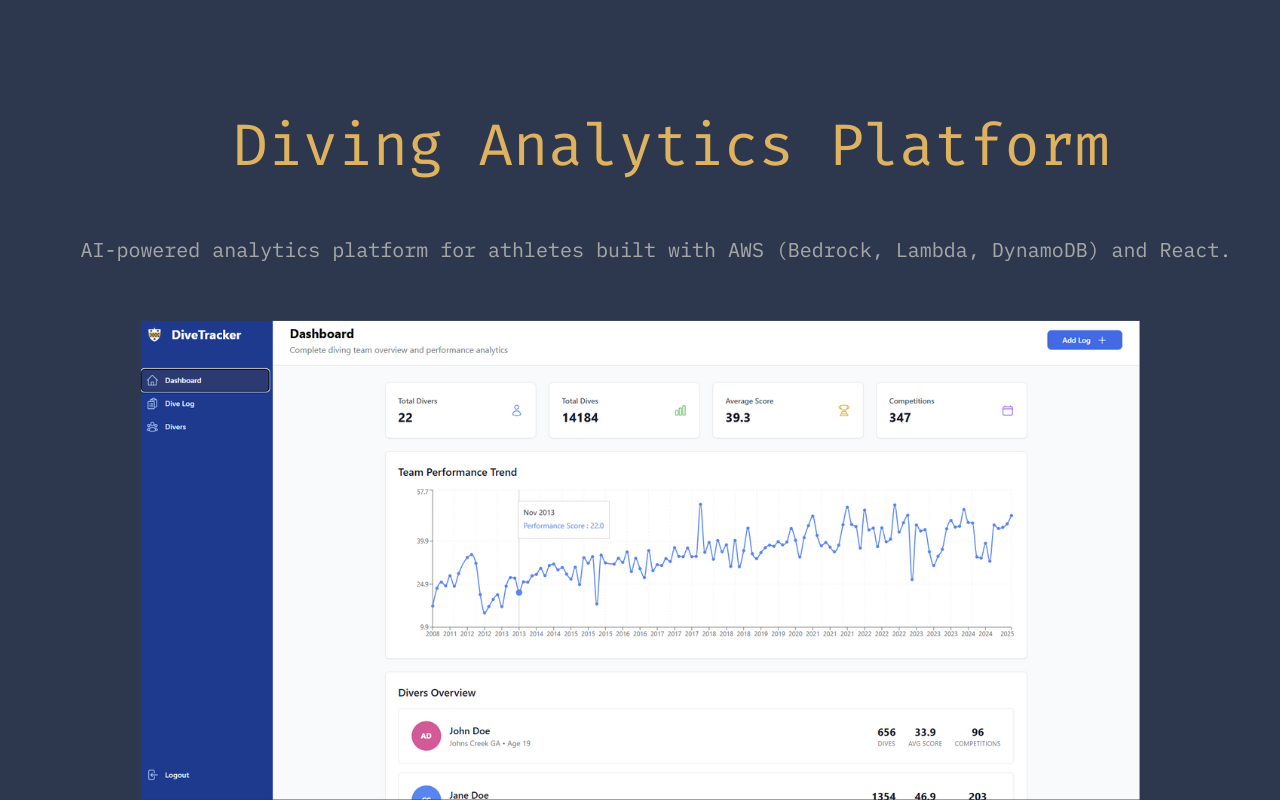 Diving Analytics Platform
AI-powered analytics platform for athletes built with AWS (Bedrock, Lambda, DynamoDB) and React.
DiveTracker
Dashboard
Dive Log
Divers
Logout
Dashboard
Complete diving team overview and performance analytics
Add Log
Total Divers
22
Total Dives
14184
Average Score
39.3
Competitions
347
Team Performance Trend
57.7
39.9
24.9
9.9
Nov 2013
Performance Score : 22.0
2008 2011 2012 2012 2013 2013 2014 2014 2015 2015 2015 2016 2016 2017 2017 2017 2018 2018 2018 2019 2019 2020 2021 2021 2021 2022 2022 2022 2023 2023 2023 2024 2024 2025
Divers Overview
AD
John Doe
Johns Creek GA • Age 19
656 33.9 96
DIVES AVG SCORE COMPETITIONS
Jane Doe
1354 46.9 203